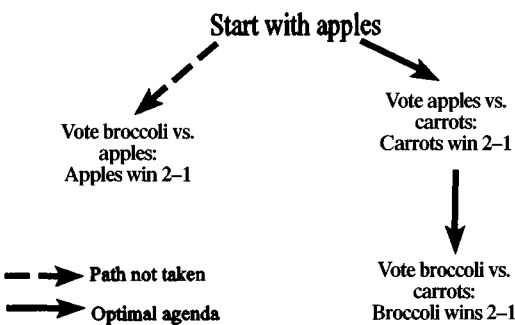 Start with apples
Vote broccoli vs.
apples:
Apples win 2–1
Vote apples vs.
carrots:
Carrots win 2–1
Path not taken
Optimal agenda
Vote broccoli vs.
carrots:
Broccoli wins 2–1